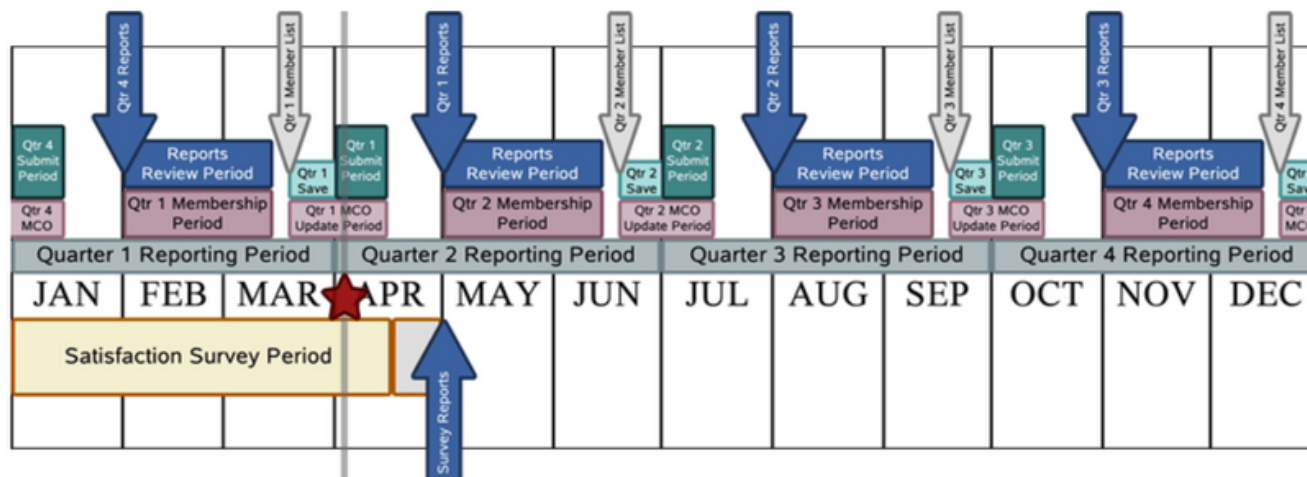 Qtr 4 Reports
Qtr 1 Member List
Qtr 1 Reports
Qtr 2 Member List
Qtr 2 Reports
Qtr 3 Member List
Qtr 3 Reports
Qtr 4 Member List
Qtr 4
Submit
Period
Reports
Review Period
Qtr 1
Save
Qtr 1
Submit
Period
Reports
Review Period
Qtr 2
Save
Qtr 2
Submit
Period
Reports
Review Period
Qtr 3
Save
Qtr 3
Submit
Period
Reports
Review Period
Qtr
Sav
Qtr 4
MCO
Qtr 1 Membership
Period
Qtr 1 MCO
Update Period
Qtr 2 Membership
Period
Qtr 2 MCO
Update Period
Qtr 3 Membership
Period
Qtr 3 MCO
Update Period
Qtr 4 Membership
Period
Qtr
MCO
Quarter 1 Reporting Period
Quarter 2 Reporting Period
Quarter 3 Reporting Period
Quarter 4 Reporting Period
JAN FEB MAR APR MAY JUN JUL AUG SEP OCT NOV DEC
Satisfaction Survey Period
Survey Reports